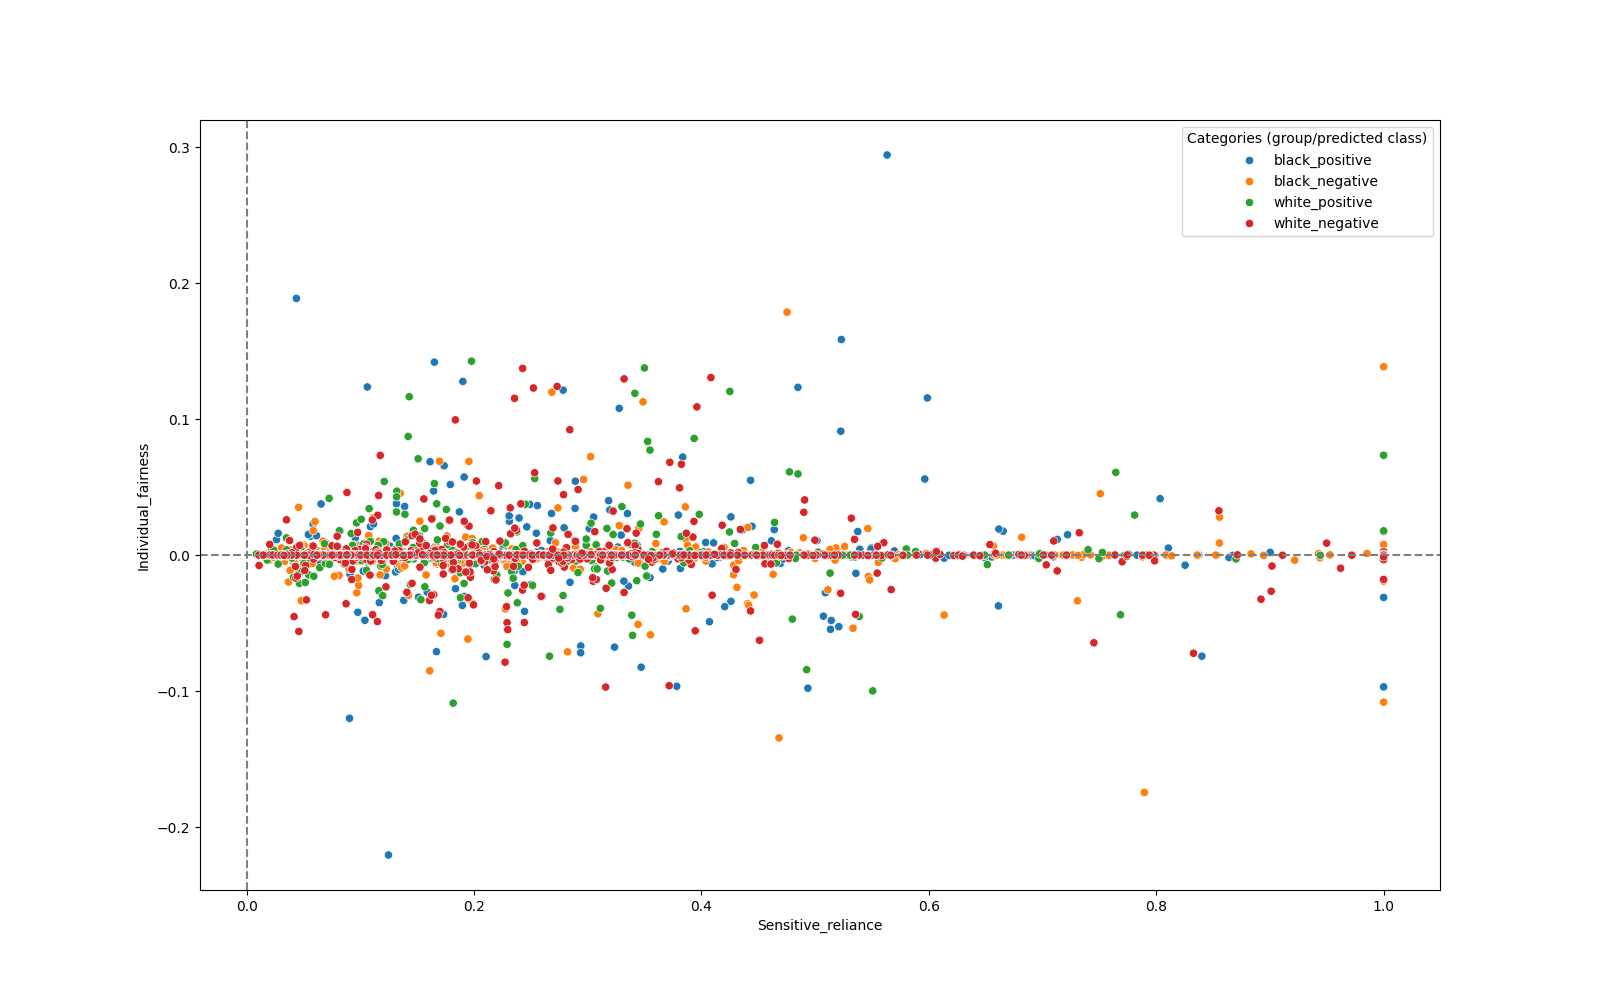 Categories (group/predicted class)
black_positive
black_negative
white_positive
white_negative
0.3
0.2
0.1
0.0
−0.1
−0.2
Individual_fairness
0.0 0.2 0.4 0.6 0.8 1.0
Sensitive_reliance